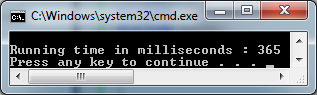 C:\Windows\system32\cmd.exe
Running time in milliseconds : 365
Press any key to continue . . . _